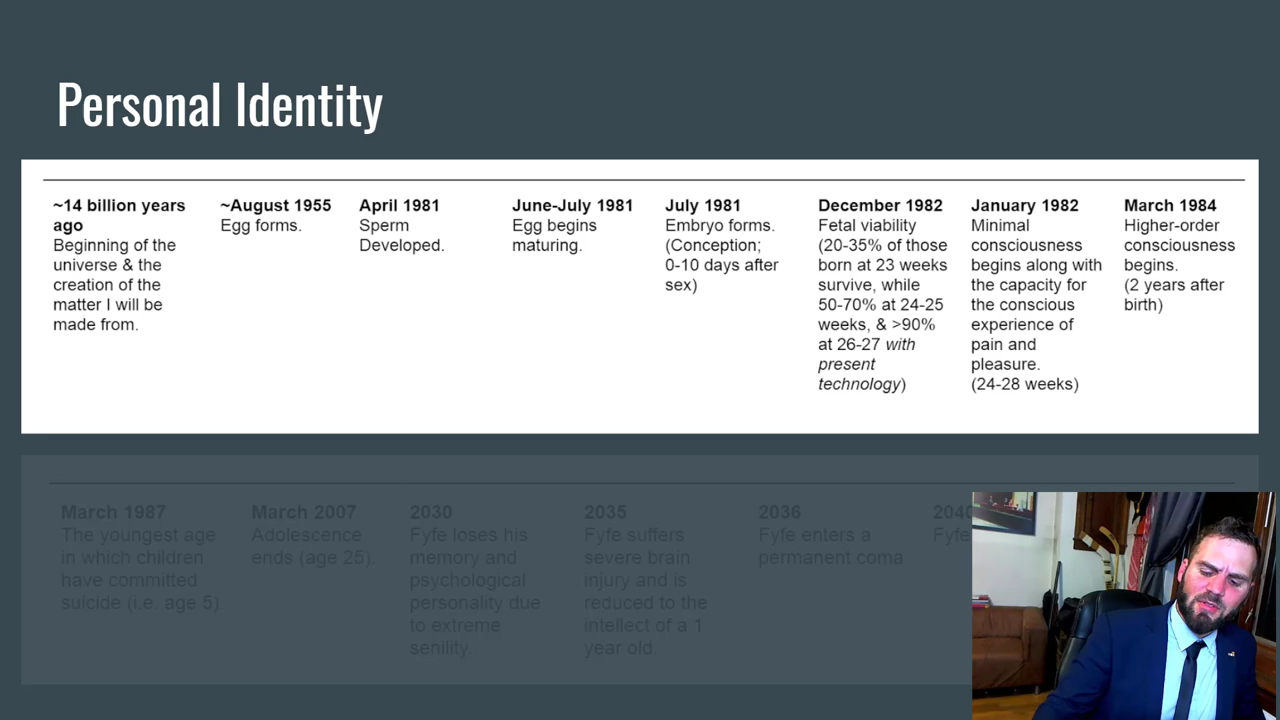 Personal Identity
~14 billion years
ago
Beginning of the
universe & the
creation of the
matter I will be
made from.
~August 1955
Egg forms.
April 1981
Sperm
Developed.
June-July 1981
Egg begins
maturing.
July 1981
Embryo forms.
(Conception;
0-10 days after
sex)
December 1982
Fetal viability
(20-35% of those
born at 23 weeks
survive, while
50-70% at 24-25
weeks, & >90%
at 26-27 with
present
technology)
January 1982
Minimal
consciousness
begins along with
the capacity for
the conscious
experience of
pain and
pleasure.
(24-28 weeks)
March 1984
Higher-order
consciousness
begins.
(2 years after
birth)
March 1987
The youngest age
in which children
have committed
suicide (i.e. age 5)
March 2007
Adolescence
ends (age 25).
2030
Fyfe loses his
memory and
psychological
personality due
to extreme
senility.
2035
Fyfe suffers
severe brain
injury and is
reduced to the
intellect of a 1
year old.
2036
Fyfe enters a
permanent coma
2040
Fyfe